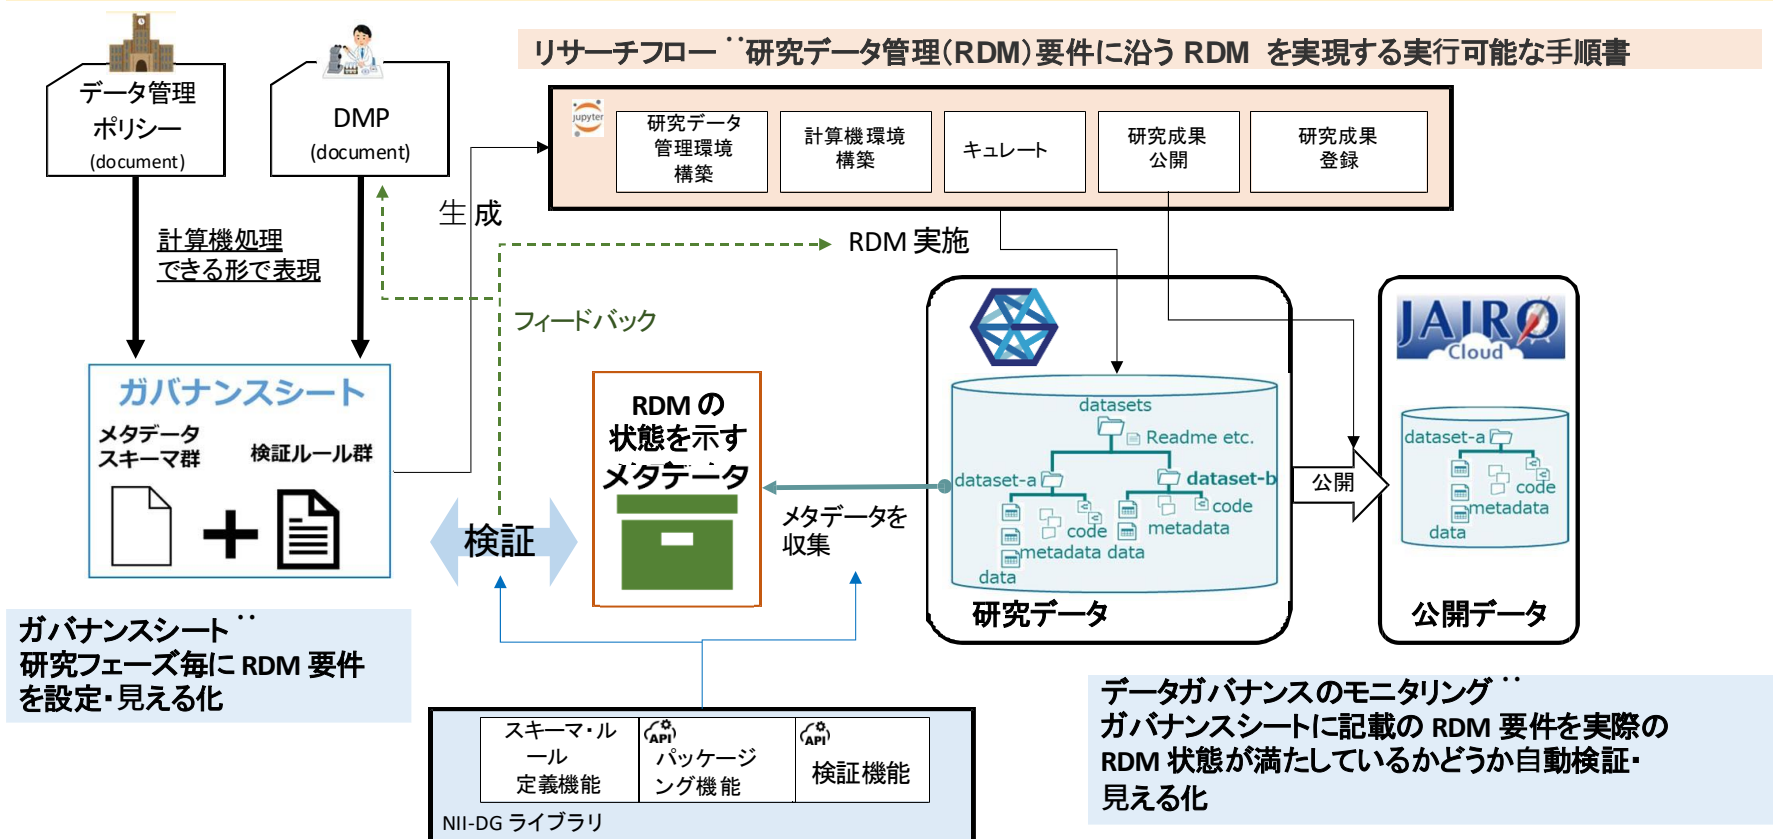 リサーチフロー：研究データ管理(RDM)要件に沿う RDM を実現する実行可能な手順書
データ管理
ポリシー
(document)
DMP
(document)
jupyter
研究データ
管理環境
構築
計算機環境
構築
キュレート
研究成果
公開
研究成果
登録
生成
計算機処理
できる形で表現
RDM 実施
フィードバック
ガバナンスシート
メタデータ
スキーマ群
検証ルール群
RDM の
状態を示す
メタデータ
検証
メタデータを
収集
datasets
Readme etc.
dataset-a
dataset-b
code
code
metadata
metadata
data
data
研究データ
公開
JAIRO
Cloud
dataset-a
code
metadata
data
公開データ
ガバナンスシート：
研究フェーズ毎に RDM 要件
を設定・見える化
データガバナンスのモニタリング：
ガバナンスシートに記載の RDM 要件を実際の
RDM 状態が満たしているかどうか自動検証・
見える化
スキーマ・ル
ール
定義機能
API
パッケージ
ング機能
API
検証機能
NII-DG ライブラリ